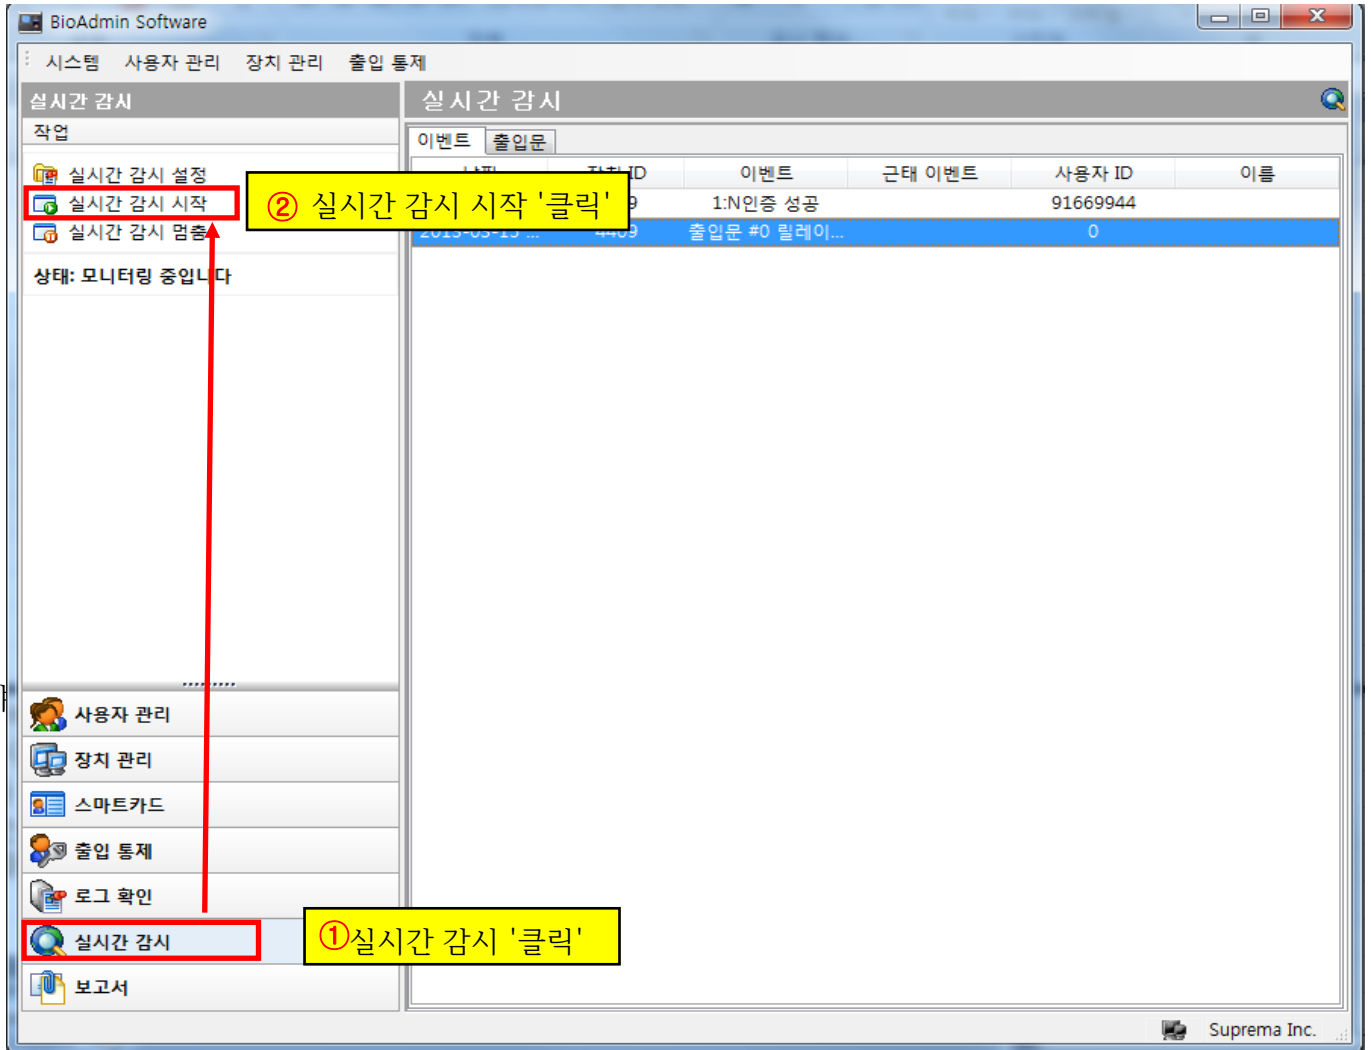 BioAdmin Software
시스템 사용자 관리 장치 관리 출입 통제
실시간 감시
작업
실시간 감시 설정
실시간 감시 시작
실시간 감시 멈춤
상태: 모니터링 중입니다
실시간 감시
이벤트 출입문
ID 이벤트 근태 이벤트 사용자 ID 이름
9 1:N인증 성공 91669944
2013-03-15 ... 4409 출입문 #0 릴레이... 0
② 실시간 감시 시작 '클릭'
사용자 관리
장치 관리
스마트카드
출입 통제
로그 확인
실시간 감시
①실시간 감시 '클릭'
보고서
Suprema Inc.